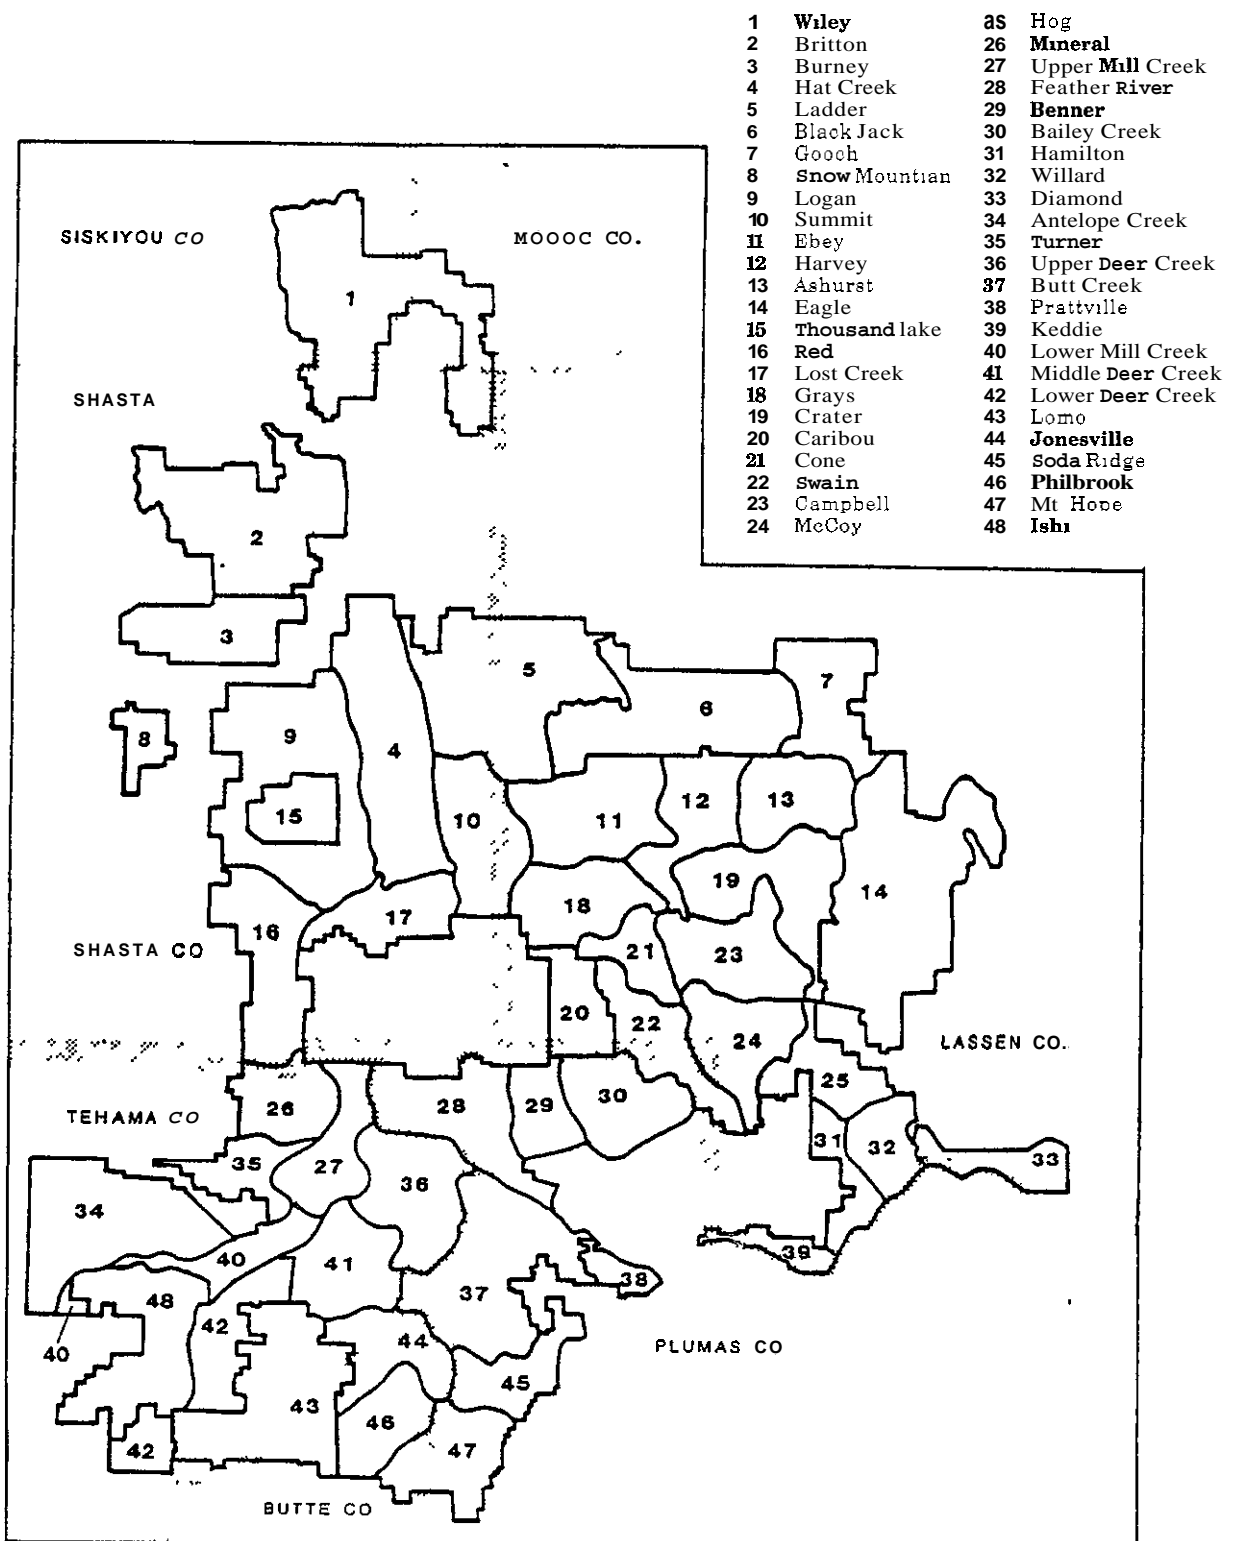 1 Wiley
2 Britton
3 Burney
4 Hat Creek
5 Ladder
6 Black Jack
7 Gooch
8 Snow Mountian
9 Logan
10 Summit
11 Ebey
12 Harvey
13 Ashurst
14 Eagle
15 Thousand lake
16 Red
17 Lost Creek
18 Grays
19 Crater
20 Caribou
21 Cone
22 Swain
23 Campbell
24 McCoy
as Hog
26 Mineral
27 Upper Mill Creek
28 Feather River
29 Benner
30 Bailey Creek
31 Hamilton
32 Willard
33 Diamond
34 Antelope Creek
35 Turner
36 Upper Deer Creek
37 Butt Creek
38 Prattville
39 Keddie
40 Lower Mill Creek
41 Middle Deer Creek
42 Lower Deer Creek
43 Lomo
44 Jonesville
45 Soda Ridge
46 Philbrook
47 Mt Hope
48 Ishi
SISKIYOU CO
MOOOC CO.
1
SHASTA
2
3
5
7
6
8
9
4
15
10
11
12
13
14
19
18
17
16
21
23
SHASTA CO
20
22
24
LASSEN CO.
25
26
28
29
30
TEHAMA CO
31
32
33
35
27
36
34
40
41
39
38
48
37
42
44
40
PLUMAS CO
45
43
46
42
47
BUTTE CO